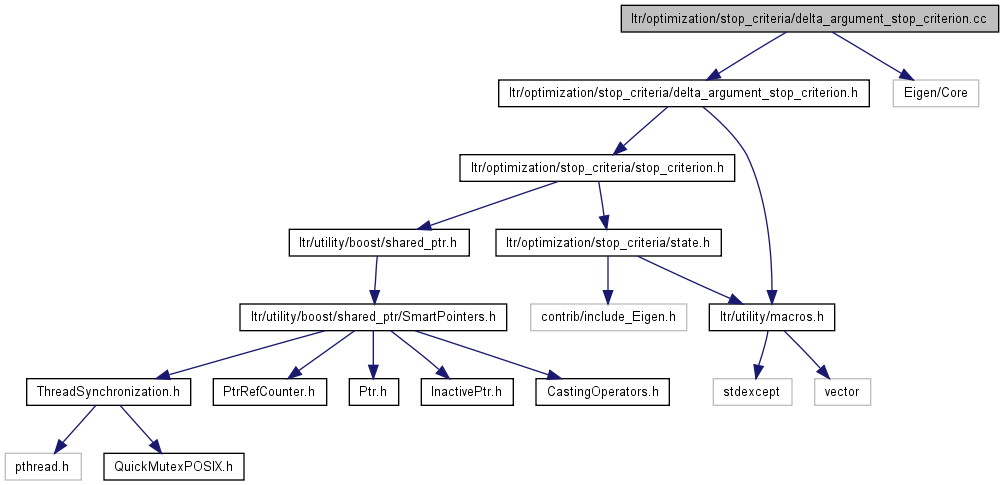 ltr/optimization/stop_criteria/delta_argument_stop_criterion.cc
ltr/optimization/stop_criteria/delta_argument_stop_criterion.h
Eigen/Core
ltr/optimization/stop_criteria/stop_criterion.h
ltr/utility/boost/shared_ptr.h
ltr/optimization/stop_criteria/state.h
ltr/utility/boost/shared_ptr/SmartPointers.h
contrib/include_Eigen.h
ltr/utility/macros.h
ThreadSynchronization.h
PtrRefCounter.h
Ptr.h
InactivePtr.h
CastingOperators.h
stdexcept
vector
pthread.h
QuickMutexPOSIX.h